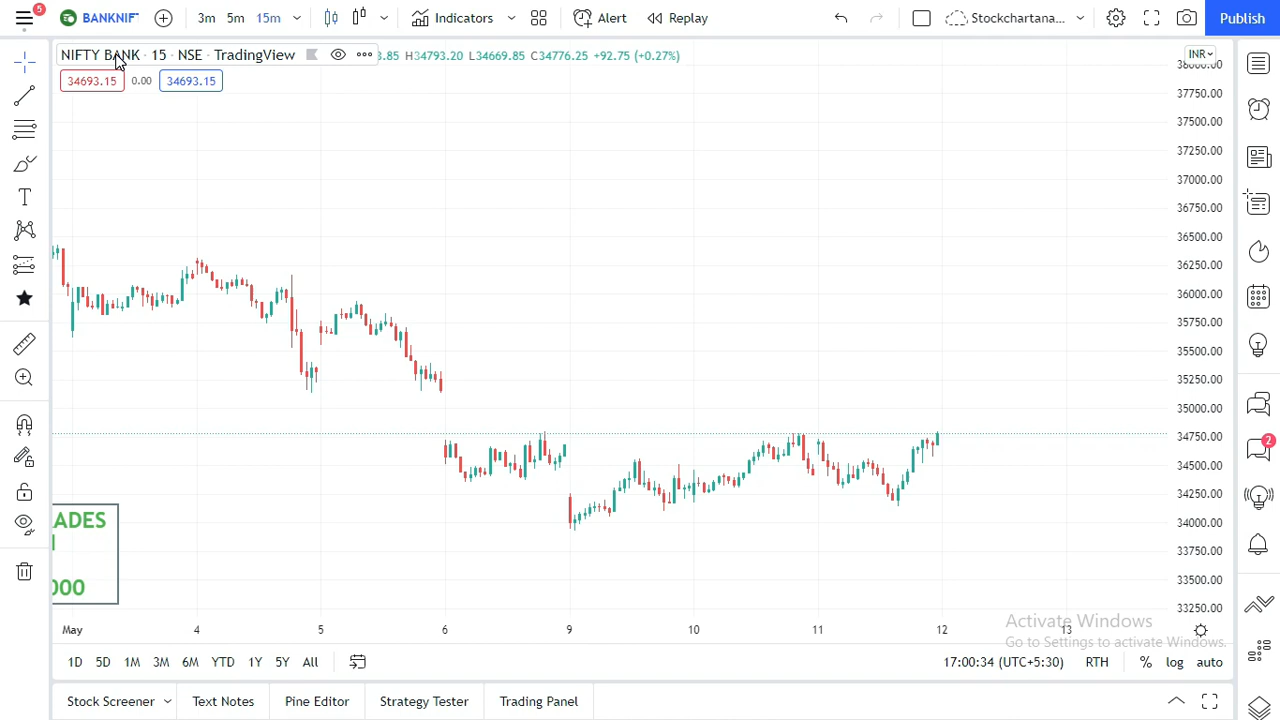 5
BANKNIF
3m 5m 15m
Indicators
Alert
Replay
Stockchartana...
Publish
NIFTY BANK · 15 · NSE · TradingView
3.85 H34793.20 L34669.85 C34776.25 +92.75 (+0.27%)
INR
34693.15 0.00 34693.15
38000.00
37750.00
37500.00
37250.00
37000.00
36750.00
36500.00
36250.00
36000.00
35750.00
35500.00
35250.00
35000.00
34750.00
34500.00
34250.00
34000.00
33750.00
33500.00
33250.00
2
ADES
000
Activate Windows
Go to Settings to activate Windows.
May 4 5 6 9 10 11 12 13
1D 5D 1M 3M 6M YTD 1Y 5Y All
17:00:34 (UTC+5:30) RTH % log auto
Stock Screener Text Notes Pine Editor Strategy Tester Trading Panel